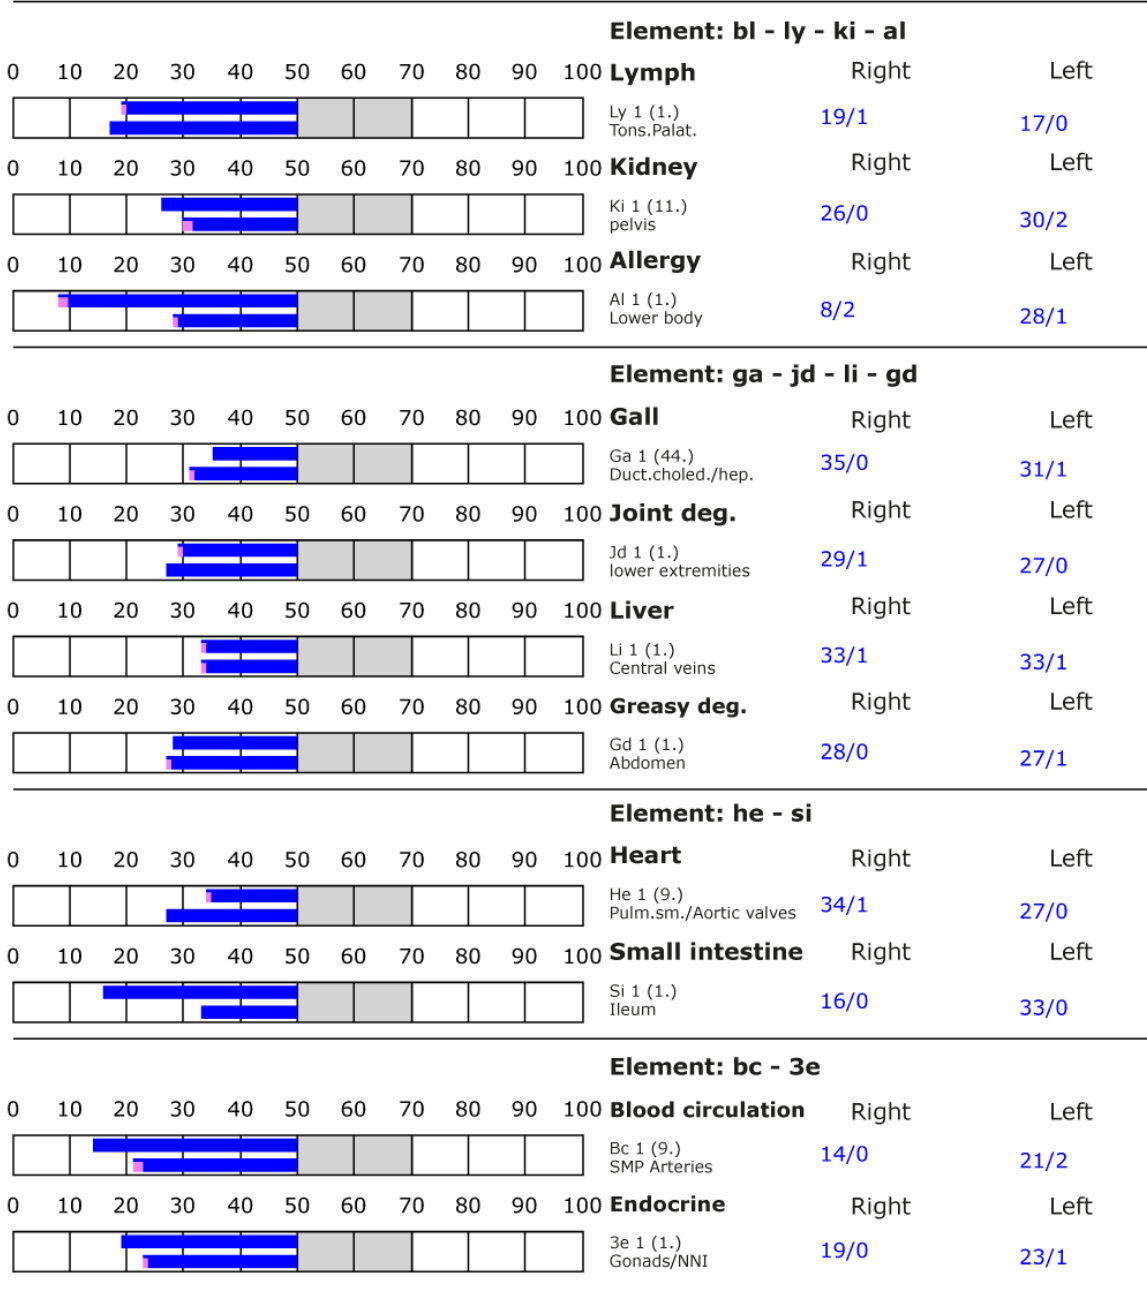 Element: bl - ly - ki - al
0 10 20 30 40 50 60 70 80 90 100 Lymph Right Left
Ly 1 (1.) 19/1 17/0
Tons.Palat.
0 10 20 30 40 50 60 70 80 90 100 Kidney Right Left
Ki 1 (11.) 26/0 30/2
pelvis
0 10 20 30 40 50 60 70 80 90 100 Allergy Right Left
Al 1 (1.) 8/2 28/1
Lower body
Element: ga - jd - li - gd
0 10 20 30 40 50 60 70 80 90 100 Gall Right Left
Ga 1 (44.) 35/0 31/1
Duct.choled./hep.
0 10 20 30 40 50 60 70 80 90 100 Joint deg. Right Left
Jd 1 (1.) 29/1 27/0
lower extremities
0 10 20 30 40 50 60 70 80 90 100 Liver Right Left
Li 1 (1.) 33/1 33/1
Central veins
0 10 20 30 40 50 60 70 80 90 100 Greasy deg. Right Left
Gd 1 (1.) 28/0 27/1
Abdomen
Element: he - si
0 10 20 30 40 50 60 70 80 90 100 Heart Right Left
He 1 (9.) 34/1 27/0
Pulm.sm./Aortic valves
0 10 20 30 40 50 60 70 80 90 100 Small intestine Right Left
Si 1 (1.) 16/0 33/0
Ileum
Element: bc - 3e
0 10 20 30 40 50 60 70 80 90 100 Blood circulation Right Left
Bc 1 (9.) 14/0 21/2
SMP Arteries
0 10 20 30 40 50 60 70 80 90 100 Endocrine Right Left
3e 1 (1.) 19/0 23/1
Gonads/NNI